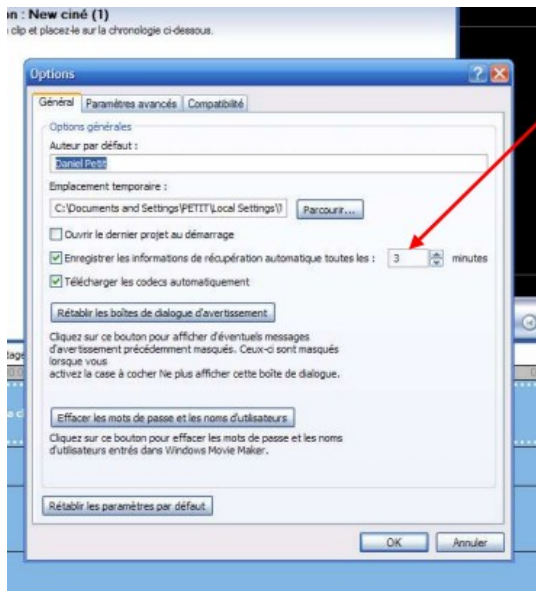 n : New ciné (1)
clip et placez-le sur la chronologie ci-dessous.
Options
Général Paramètres avancés Compatibilité
Options générales
Auteur par défaut :
Daniel Petit
Emplacement temporaire :
C:\Documents and Settings\PETIT\Local Settings\T Parcourir...
Ouvrir le dernier projet au démarrage
Enregistrer les informations de récupération automatique toutes les : 3 minutes
Télécharger les codecs automatiquement
Rétablir les boîtes de dialogue d'avertissement
Cliquez sur ce bouton pour afficher d'éventuels messages
d'avertissement précédemment masqués. Ceux-ci sont masqués
lorsque vous
activez la case à cocher Ne plus afficher cette boîte de dialogue.
Effacer les mots de passe et les noms d'utilisateurs
Cliquez sur ce bouton pour effacer les mots de passe et les noms
d'utilisateurs entrés dans Windows Movie Maker.
Rétablir les paramètres par défaut
OK Annuler